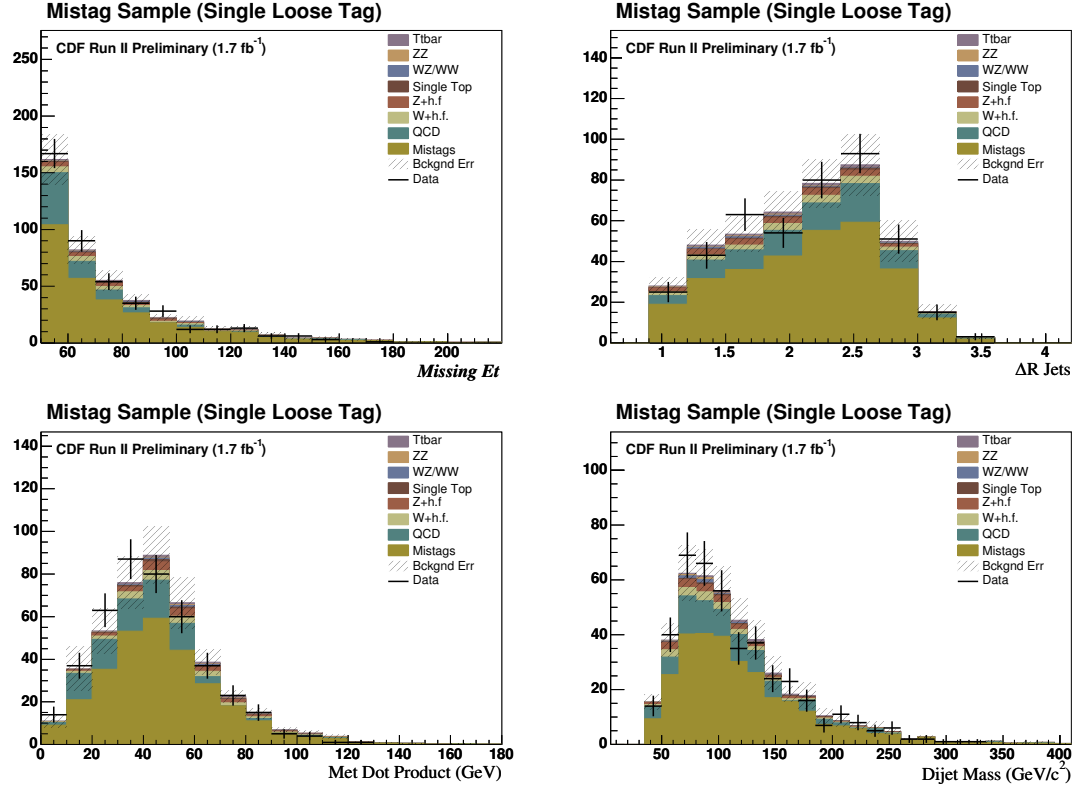 Mistag Sample (Single Loose Tag)
CDF Run II Preliminary (1.7 fb-1)
Ttbar
ZZ
WZ/WW
Single Top
Z+h.f
W+h.f.
QCD
Mistags
Bckgnd Err
Data
250
200
150
100
50
0
60 80 100 120 140 160 180 200
Missing Et
Mistag Sample (Single Loose Tag)
CDF Run II Preliminary (1.7 fb-1)
Ttbar
ZZ
WZ/WW
Single Top
Z+h.f
W+h.f.
QCD
Mistags
Bckgnd Err
Data
140
120
100
80
60
40
20
0
1 1.5 2 2.5 3 3.5 4
ΔR Jets
Mistag Sample (Single Loose Tag)
CDF Run II Preliminary (1.7 fb-1)
Ttbar
ZZ
WZ/WW
Single Top
Z+h.f
W+h.f.
QCD
Mistags
Bckgnd Err
Data
140
120
100
80
60
40
20
0
0 20 40 60 80 100 120 140 160 180
Met Dot Product (GeV)
Mistag Sample (Single Loose Tag)
CDF Run II Preliminary (1.7 fb-1)
Ttbar
ZZ
WZ/WW
Single Top
Z+h.f
W+h.f.
QCD
Mistags
Bckgnd Err
Data
100
80
60
40
20
0
50 100 150 200 250 300 350 400
Dijet Mass (GeV/c2)